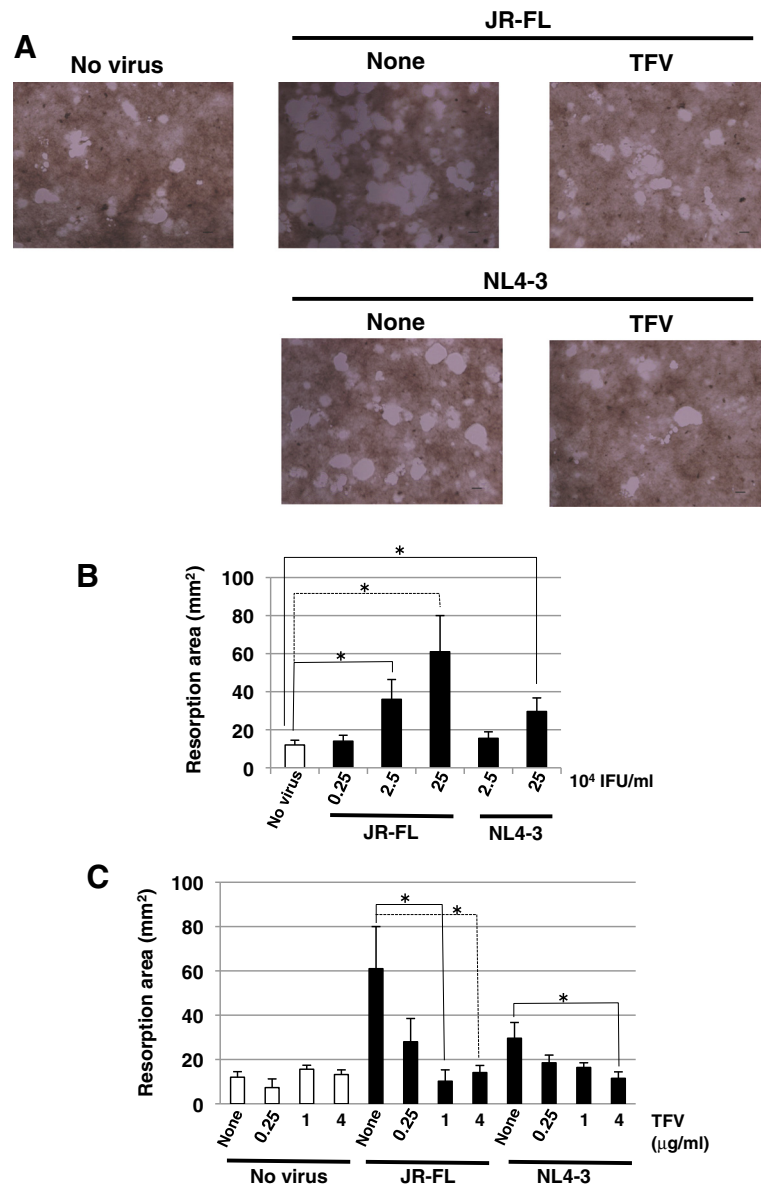 A
JR-FL
No virus
None
TFV
NL4-3
None
TFV
B
Resorption area (mm²)
100
80
60
40
20
0
*
*
*
No virus
0.25
2.5
25
2.5
25
10⁴ IFU/ml
JR-FL
NL4-3
C
Resorption area (mm²)
100
80
60
40
20
0
*
*
*
None
0.25
1
4
None
0.25
1
4
None
0.25
1
4
TFV
(μg/ml)
No virus
JR-FL
NL4-3